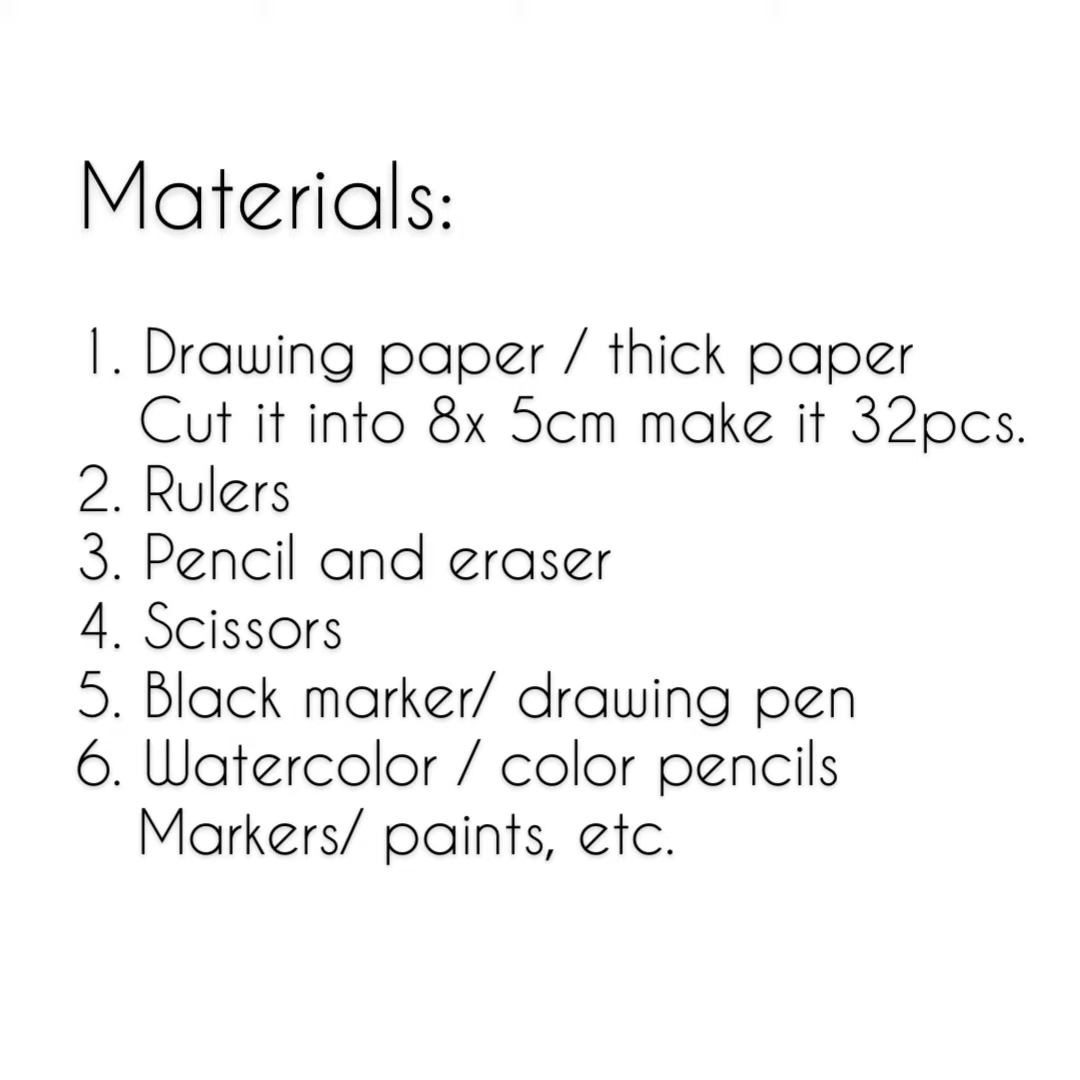 Materials:
1. Drawing paper / thick paper
Cut it into 8x 5cm make it 32pcs.
2. Rulers
3. Pencil and eraser
4. Scissors
5. Black marker/ drawing pen
6. Watercolor / color pencils
Markers/ paints, etc.